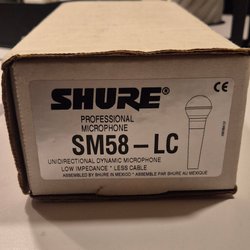 SHURE
PROFESSIONAL
MICROPHONE
SM58-LC
UNIDIRECTIONAL DYNAMIC MICROPHONE
LOW IMPEDANCE * LESS CABLE
ASSEMBLED BY SHURE IN MEXICO * ASSEMBLÉ PAR SHURE AU MEXIQUE
CE